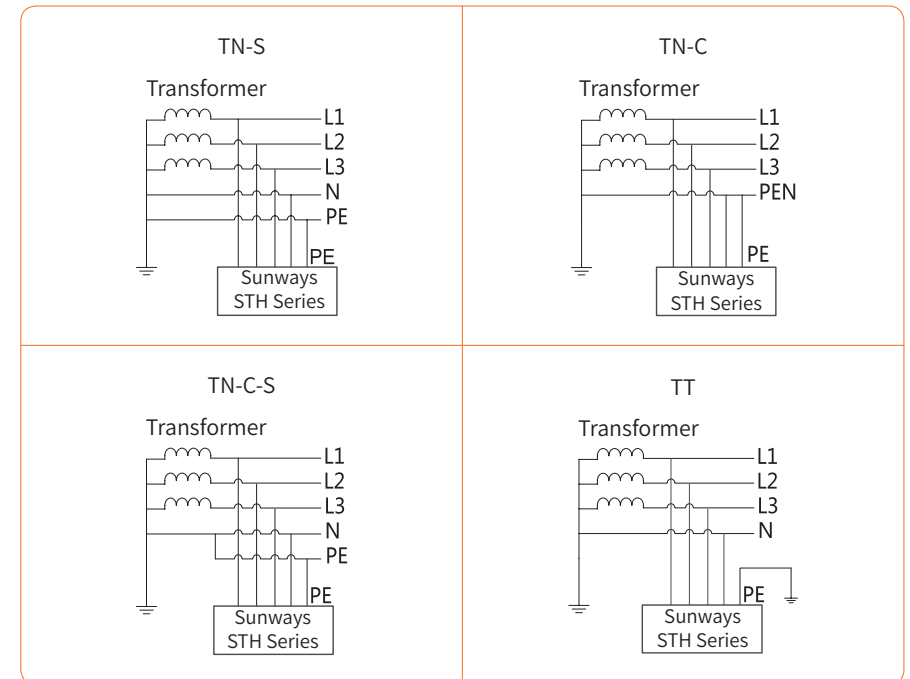 TN-S
Transformer
L1
L2
L3
N
PE
PE
Sunways
STH Series
TN-C
Transformer
L1
L2
L3
PEN
PE
Sunways
STH Series
TN-C-S
Transformer
L1
L2
L3
N
PE
PE
Sunways
STH Series
TT
Transformer
L1
L2
L3
N
PE
Sunways
STH Series